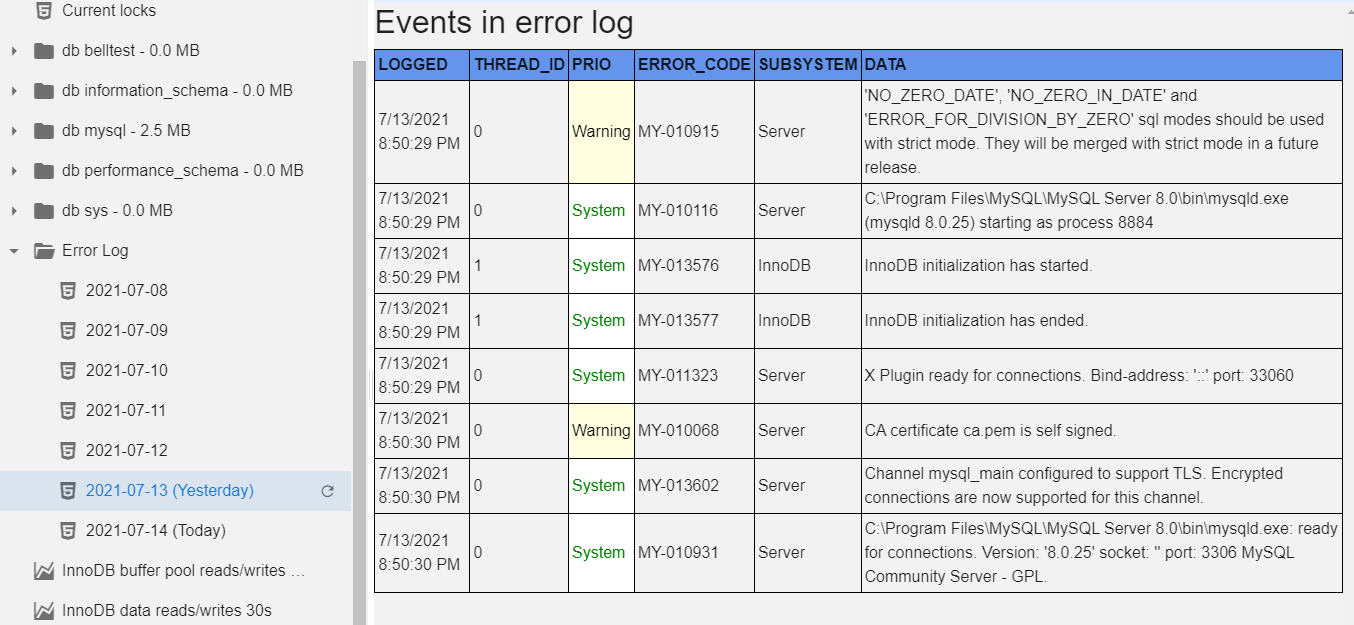 Current locks
db belltest - 0.0 MB
db information_schema - 0.0 MB
db mysql - 2.5 MB
db performance_schema - 0.0 MB
db sys - 0.0 MB
Error Log
2021-07-08
2021-07-09
2021-07-10
2021-07-11
2021-07-12
2021-07-13 (Yesterday)
2021-07-14 (Today)
InnoDB buffer pool reads/writes ...
InnoDB data reads/writes 30s
Events in error log
LOGGED THREAD_ID PRIO ERROR_CODE SUBSYSTEM DATA
7/13/2021
8:50:29 PM
0
Warning
MY-010915
Server
'NO_ZERO_DATE', 'NO_ZERO_IN_DATE' and
'ERROR_FOR_DIVISION_BY_ZERO' sql modes should be used
with strict mode. They will be merged with strict mode in a future
release.
7/13/2021
8:50:29 PM
0
System
MY-010116
Server
C:\Program Files\MySQL\MySQL Server 8.0\bin\mysqld.exe
(mysqld 8.0.25) starting as process 8884
7/13/2021
8:50:29 PM
1
System
MY-013576
InnoDB
InnoDB initialization has started.
7/13/2021
8:50:29 PM
1
System
MY-013577
InnoDB
InnoDB initialization has ended.
7/13/2021
8:50:29 PM
0
System
MY-011323
Server
X Plugin ready for connections. Bind-address: '::' port: 33060
7/13/2021
8:50:30 PM
0
Warning
MY-010068
Server
CA certificate ca.pem is self signed.
7/13/2021
8:50:30 PM
0
System
MY-013602
Server
Channel mysql_main configured to support TLS. Encrypted
connections are now supported for this channel.
7/13/2021
8:50:30 PM
0
System
MY-010931
Server
C:\Program Files\MySQL\MySQL Server 8.0\bin\mysqld.exe: ready
for connections. Version: '8.0.25' socket: '' port: 3306 MySQL
Community Server - GPL.